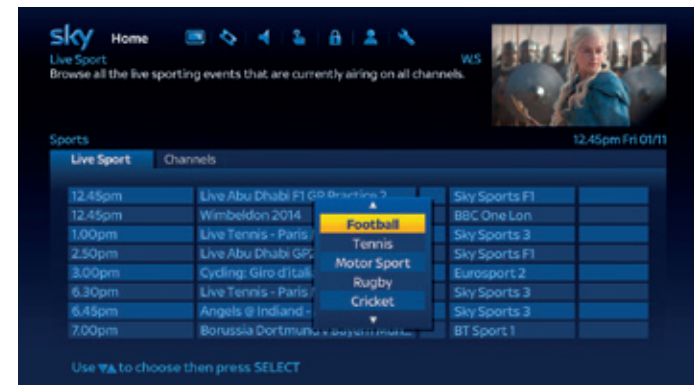 sky Home
Live Sport W,S
Browse all the live sporting events that are currently airing on all channels.
Sports 12.45pm Fri 01/11
Live Sport Channels
12.45pm Live Abu Dhabi F1 GP Practice 2 Sky Sports F1
12.45pm Wimbeldon 2014 BBC One Lon
1.00pm Live Tennis - Paris Sky Sports 3
2.50pm Live Abu Dhabi GP2 Sky Sports F1
3.00pm Cycling: Giro d'itali Eurosport 2
6.30pm Live Tennis - Paris Sky Sports 3
6.45pm Angels @ Indiand - Sky Sports 3
7.00pm Borussia Dortmund v Bayern Mun... BT Sport 1
Football
Tennis
Motor Sport
Rugby
Cricket
Use ▼▲ to choose then press SELECT